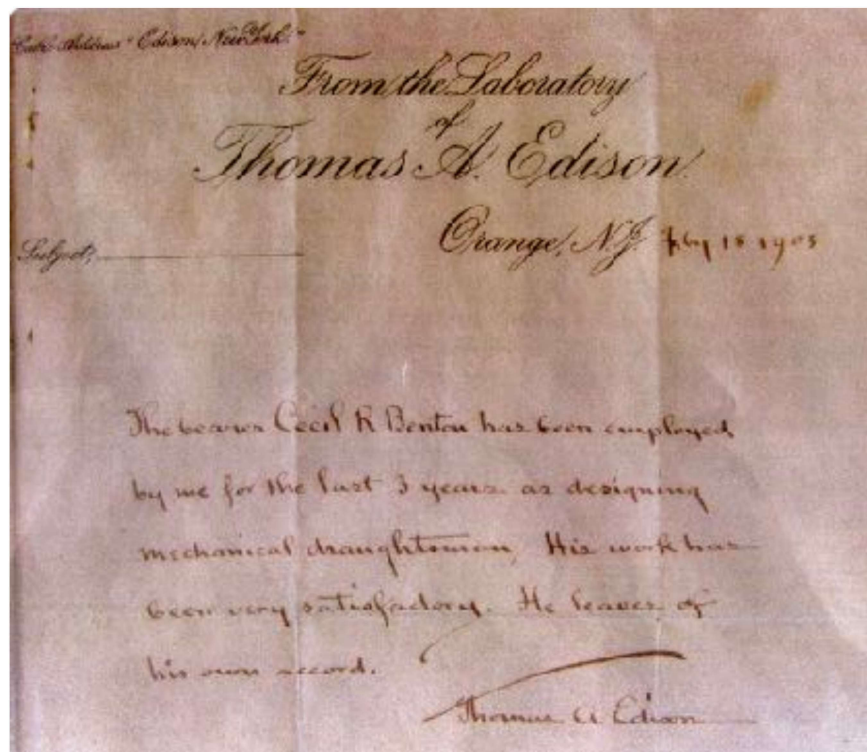 "Cable Address "Edison, New York."
From the Laboratory
of
Thomas A. Edison.
Orange, N.J. Feby 18 1905
Subject,
The bearer Cecil K Benton has been employed
by me for the last 3 years as designing
mechanical draughtsman, His work has
been very satisfactory. He leaves of
his own accord.
Thomas A Edison